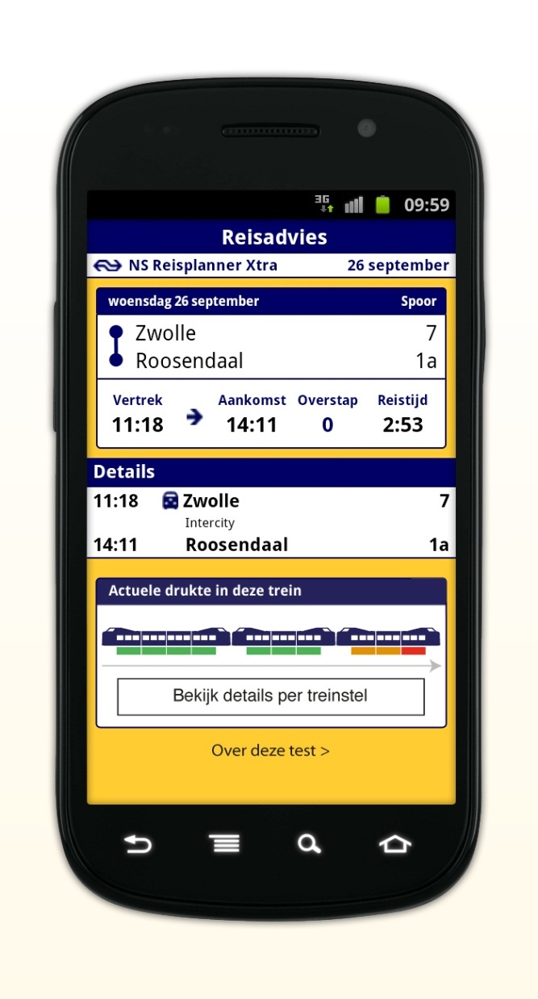 3G 09:59
Reisadvies
NS Reisplanner Xtra 26 september
woensdag 26 september Spoor
Zwolle 7
Roosendaal 1a
Vertrek Aankomst Overstap Reistijd
11:18 14:11 0 2:53
Details
11:18 Zwolle 7
Intercity
14:11 Roosendaal 1a
Actuele drukte in deze trein
Bekijk details per treinstel
Over deze test >